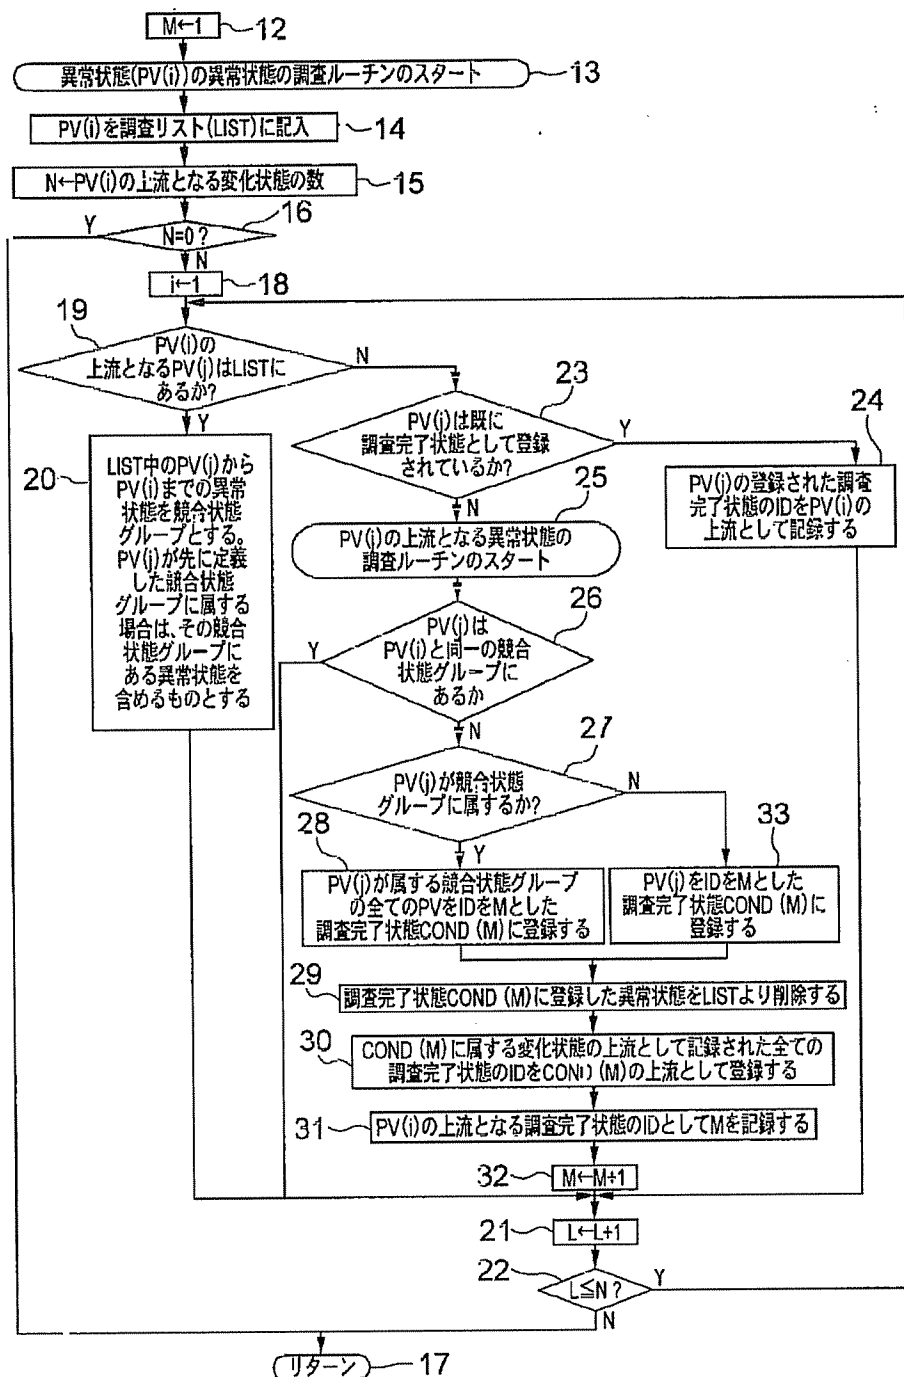 M←1
12
異常状態(PV(i))の異常状態の調査ルーチンのスタート
13
PV(i)を調査リスト(LIST)に記入
14
N←PV(i)の上流となる変化状態の数
15
16
Y
N=0?
N
i←1
18
19
PV(i)の
上流となるPV(j)はLISTに
あるか?
N
Y
23
PV(j)は既に
調査完了状態として登録
されているか?
Y
24
N
20
LIST中のPV(j)から
PV(i)までの異常
状態を競合状態
グループとする。
PV(j)が先に定義
した競合状態
グループに属する
場合は、その競合
状態グループに
ある異常状態を
含めるものとする
PV(j)の登録された調査
完了状態のIDをPV(i)の
上流として記録する
25
PV(j)の上流となる異常状態の
調査ルーチンのスタート
26
PV(j)は
PV(i)と同一の競合
状態グループに
あるか
Y
N
27
PV(j)が競合状態
グループに属するか?
N
28
Y
33
PV(j)が属する競合状態グループ
の全てのPVをIDをMとした
調査完了状態COND (M)に登録する
PV(j)をIDをMとした
調査完了状態COND (M)に
登録する
29
調査完了状態COND (M)に登録した異常状態をLISTより削除する
30
COND (M)に属する変化状態の上流として記録された全ての
調査完了状態のIDをCOND (M)の上流として登録する
31
PV(i)の上流となる調査完了状態のIDとしてMを記録する
32
M←M+1
21
L←L+1
22
L≦N?
Y
N
リターン
17